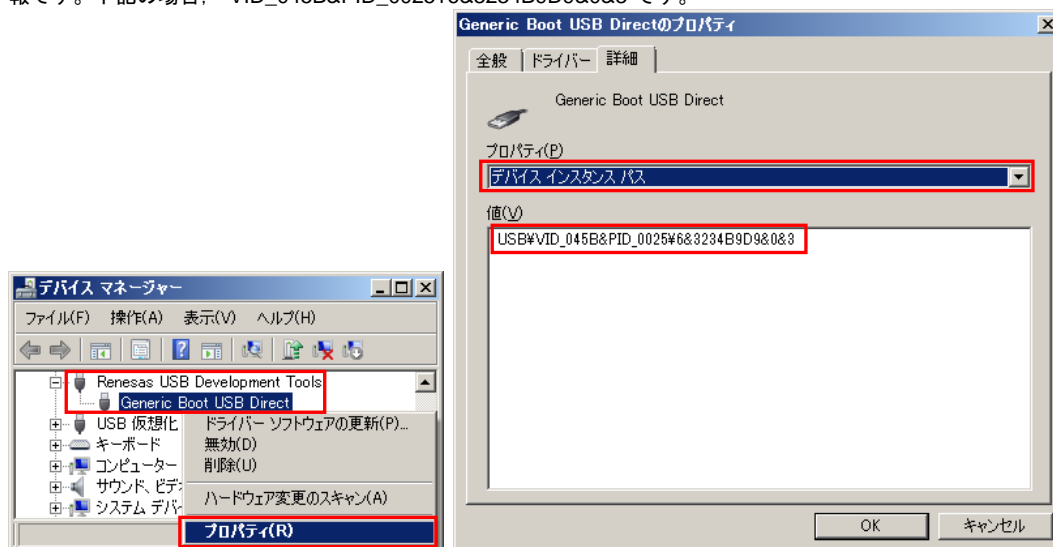 Generic Boot USB Directのプロパティ
全般
ドライバー
詳細
Generic Boot USB Direct
プロパティ(P)
デバイス インスタンス パス
値(V)
USB¥VID_045B&PID_0025¥6&3234B9D9&0&3
OK
キャンセル
デバイス マネージャー
ファイル(F) 操作(A) 表示(V) ヘルプ(H)
Renesas USB Development Tools
Generic Boot USB Direct
USB 仮想化
キーボード
コンピューター
サウンド、ビデ
システム デバイ
ドライバー ソフトウェアの更新(P)...
無効(D)
削除(U)
ハードウェア変更のスキャン(A)
プロパティ(R)